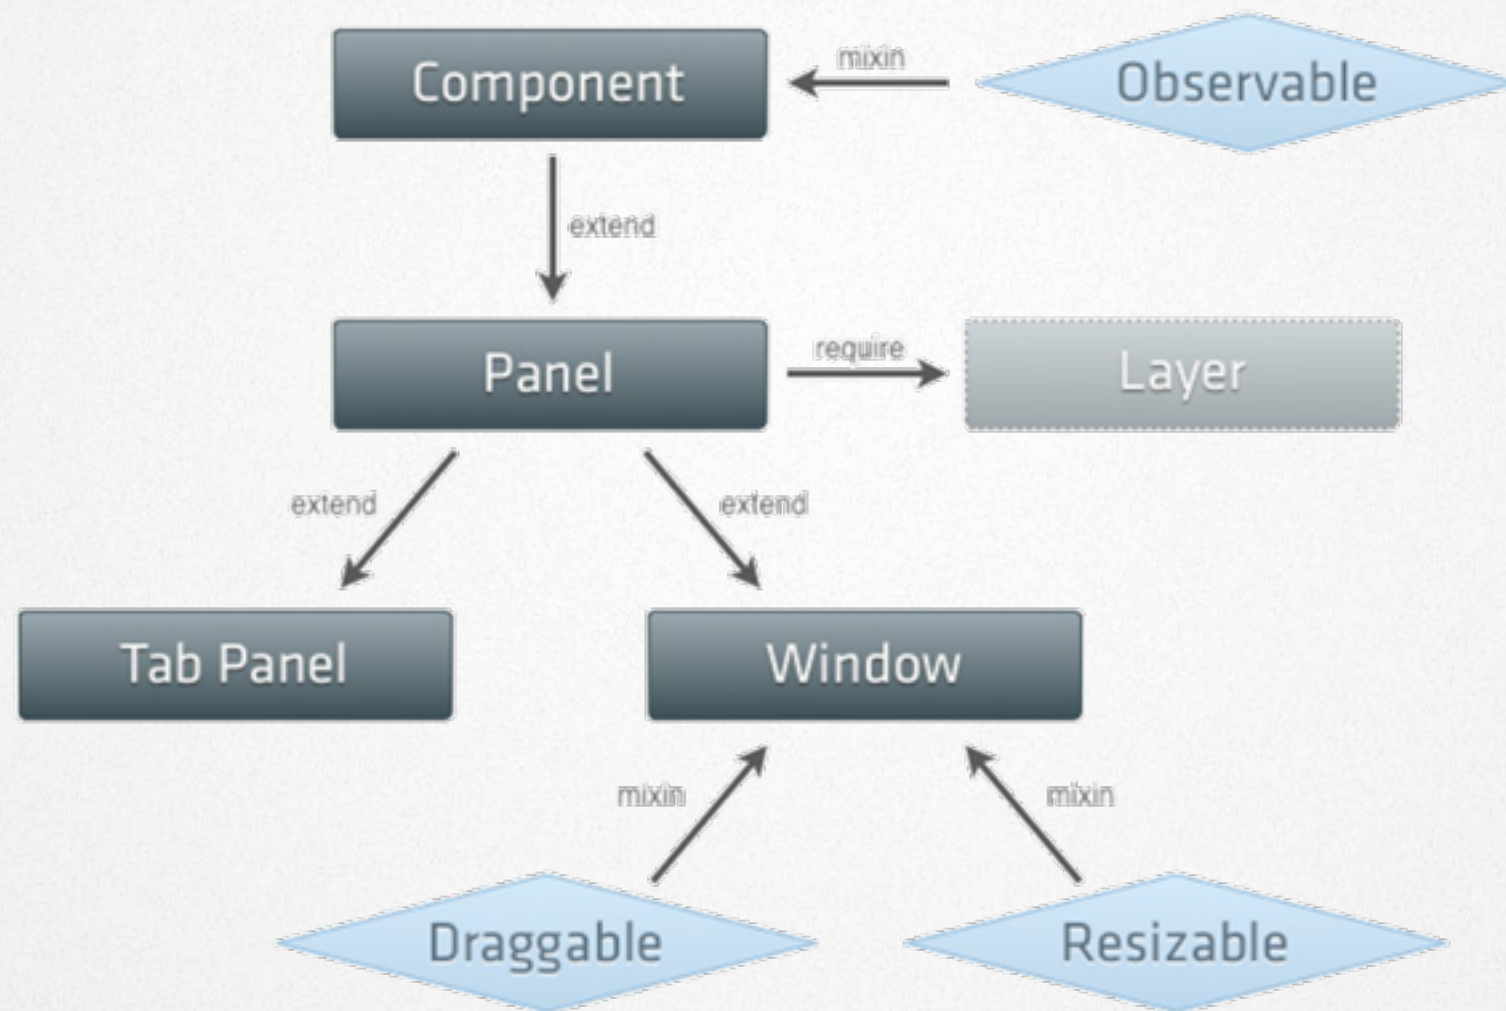 Component
mixin
Observable
extend
Panel
require
Layer
extend
extend
Tab Panel
Window
mixin
mixin
Draggable
Resizable